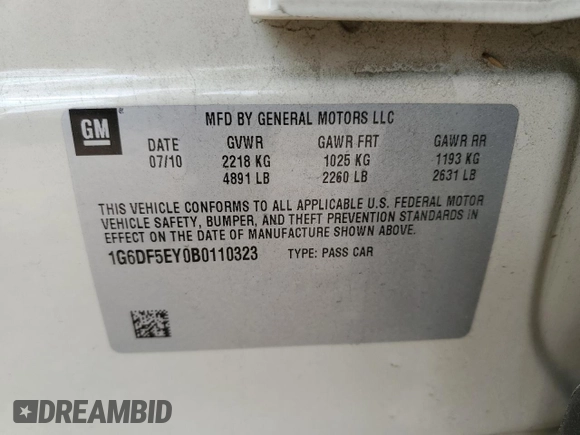 GM
MFD BY GENERAL MOTORS LLC
DATE GVWR GAWR FRT GAWR RR
07/10 2218 KG 1025 KG 1193 KG
4891 LB 2260 LB 2631 LB
THIS VEHICLE CONFORMS TO ALL APPLICABLE U.S. FEDERAL MOTOR
VEHICLE SAFETY, BUMPER, AND THEFT PREVENTION STANDARDS IN
EFFECT ON THE DATE OF MANUFACTURE SHOWN ABOVE.
1G6DF5EY0B0110323 TYPE: PASS CAR
DREAMBID